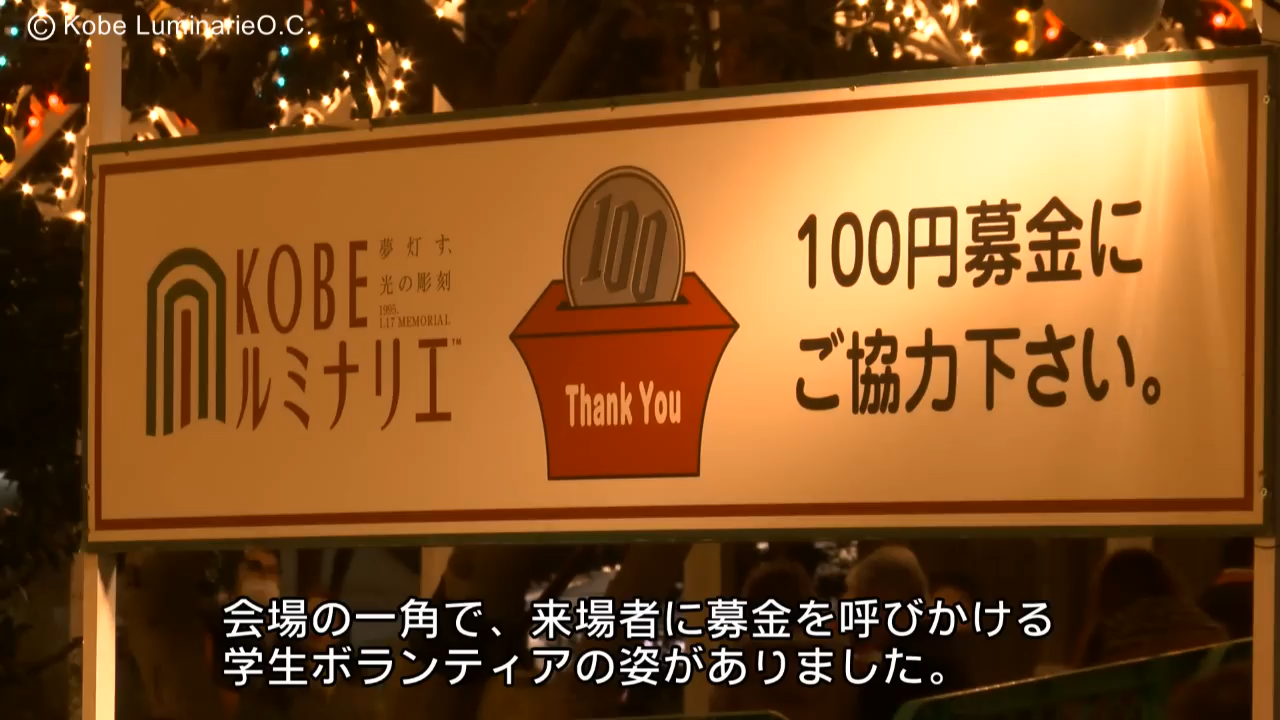 © Kobe LuminarieO.C.
KOBE
夢灯す、
光の彫刻
1995.
1.17 MEMORIAL
ルミナリエ™
100
Thank You
100円募金に
ご協力下さい。
会場の一角で、来場者に募金を呼びかける
学生ボランティアの姿がありました。